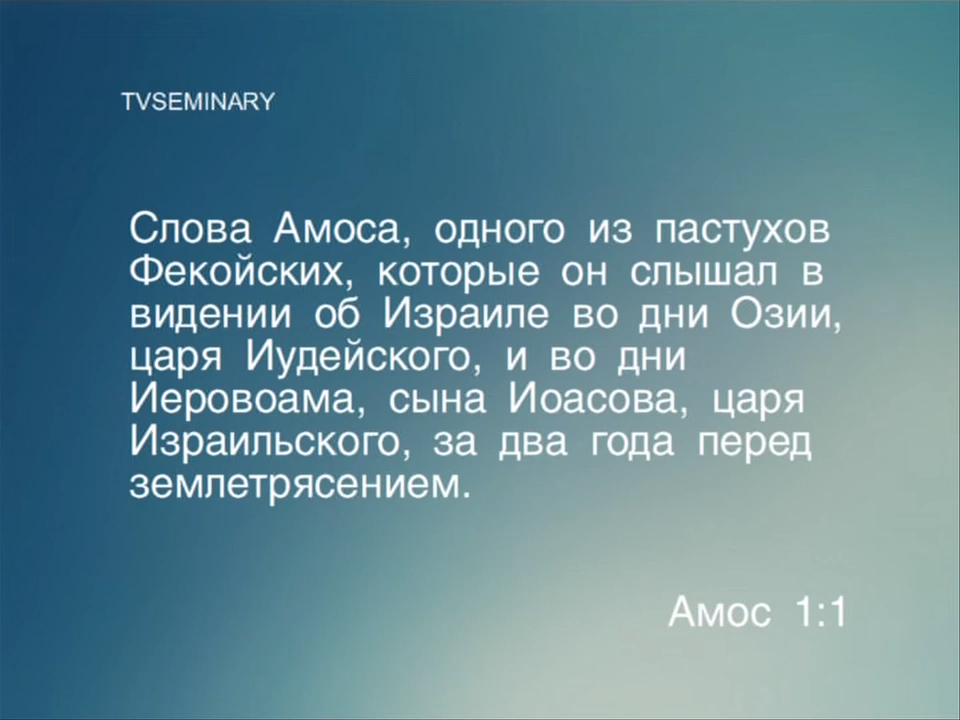 TVSEMINARY
Слова Амоса, одного из пастухов
Фекойских, которые он слышал в
видении об Израиле во дни Озии,
царя Иудейского, и во дни
Иеровоама, сына Иоасова, царя
Израильского, за два года перед
землетрясением.
Амос 1:1